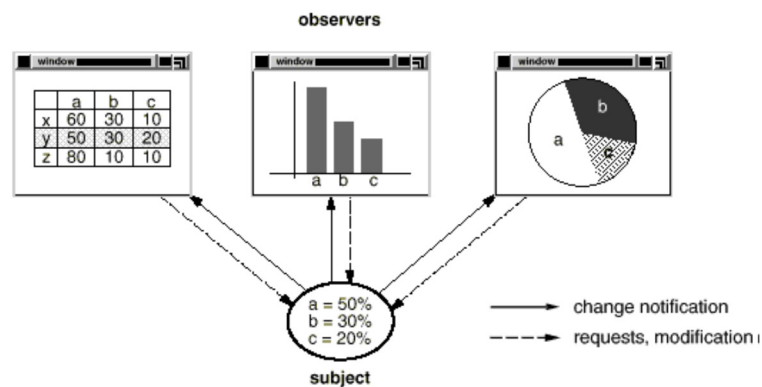 observers
window
a b c
x 60 30 10
y 50 30 20
z 80 10 10
window
a b c
window
b
a
c
a = 50%
b = 30%
c = 20%
subject
change notification
requests, modification